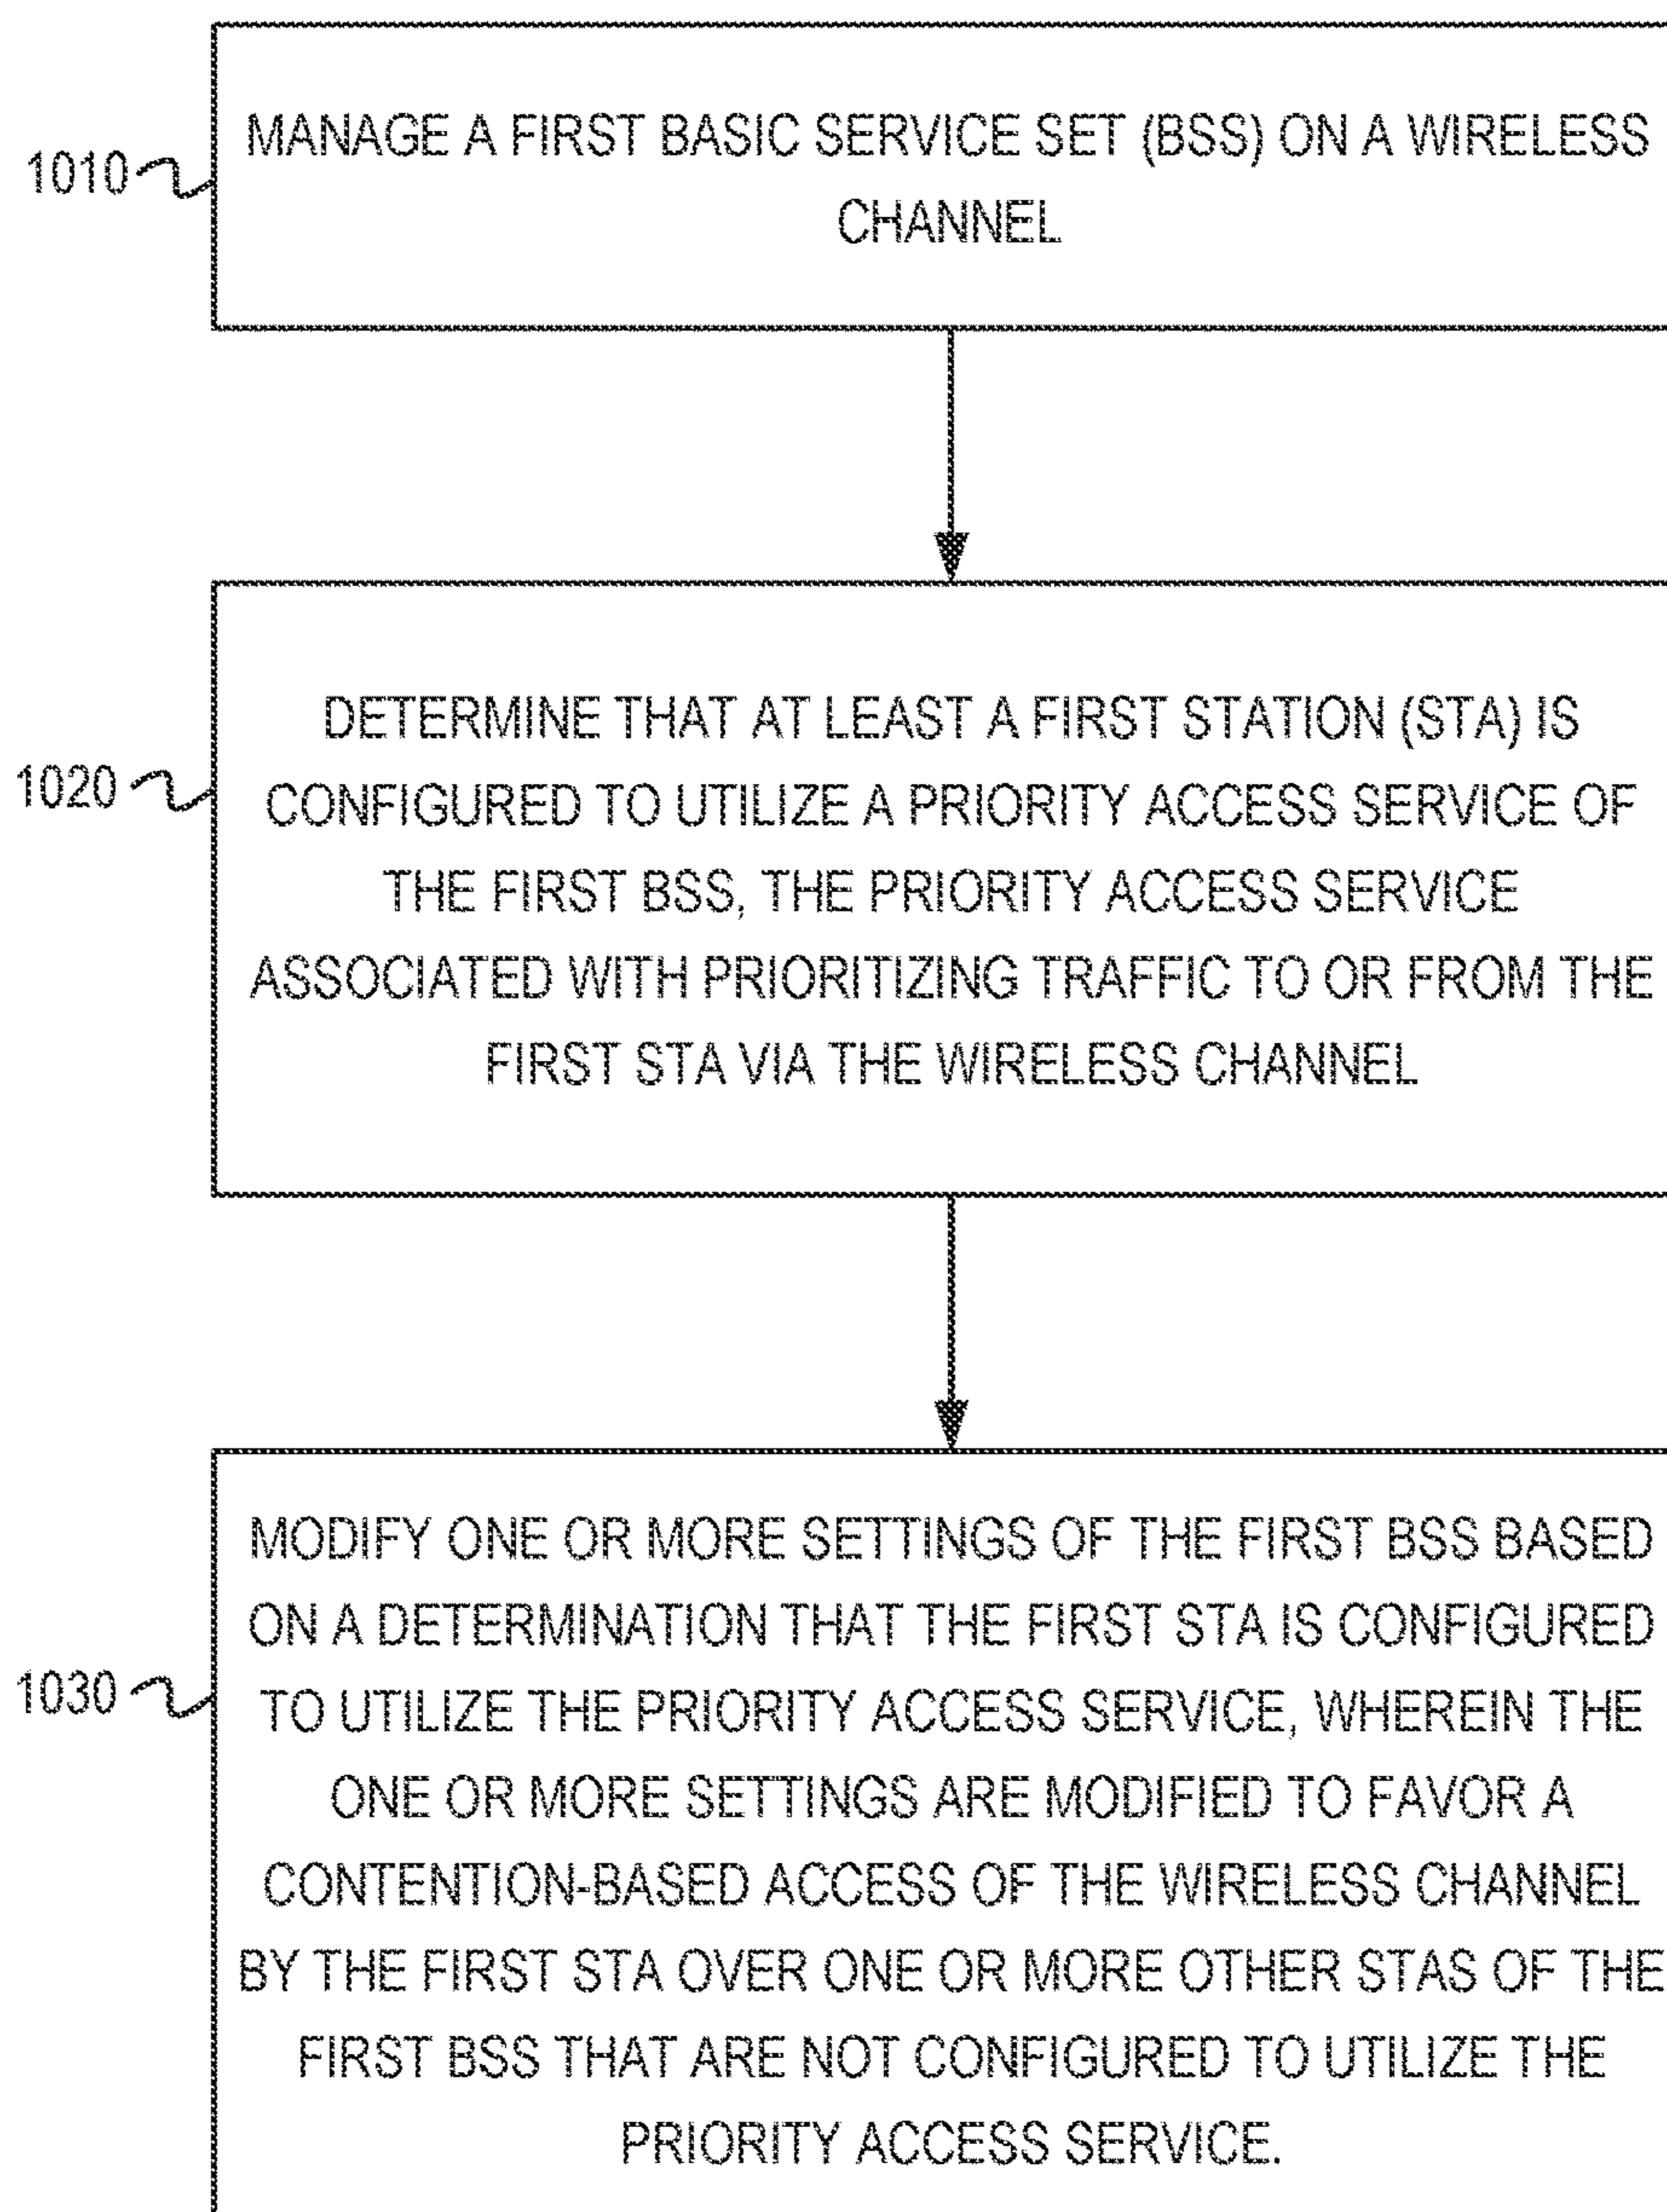 MANAGE A FIRST BASIC SERVICE SET (BSS) ON A WIRELESS
CHANNEL
1010
DETERMINE THAT AT LEAST A FIRST STATION (STA) IS
CONFIGURED TO UTILIZE A PRIORITY ACCESS SERVICE OF
THE FIRST BSS, THE PRIORITY ACCESS SERVICE
ASSOCIATED WITH PRIORITIZING TRAFFIC TO OR FROM THE
FIRST STA VIA THE WIRELESS CHANNEL
1020
MODIFY ONE OR MORE SETTINGS OF THE FIRST BSS BASED
ON A DETERMINATION THAT THE FIRST STA IS CONFIGURED
TO UTILIZE THE PRIORITY ACCESS SERVICE, WHEREIN THE
ONE OR MORE SETTINGS ARE MODIFIED TO FAVOR A
CONTENTION-BASED ACCESS OF THE WIRELESS CHANNEL
BY THE FIRST STA OVER ONE OR MORE OTHER STAS OF THE
FIRST BSS THAT ARE NOT CONFIGURED TO UTILIZE THE
PRIORITY ACCESS SERVICE.
1030